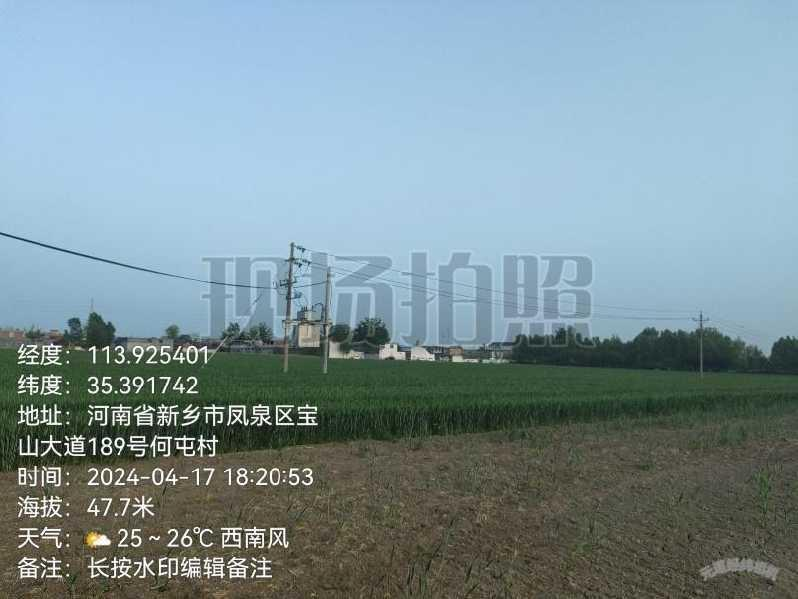 现场拍照
经度：113.925401
纬度：35.391742
地址：河南省新乡市凤泉区宝
山大道189号何屯村
时间：2024-04-17 18:20:53
海拔：47.7米
天气： 25～26℃ 西南风
备注：长按水印编辑备注